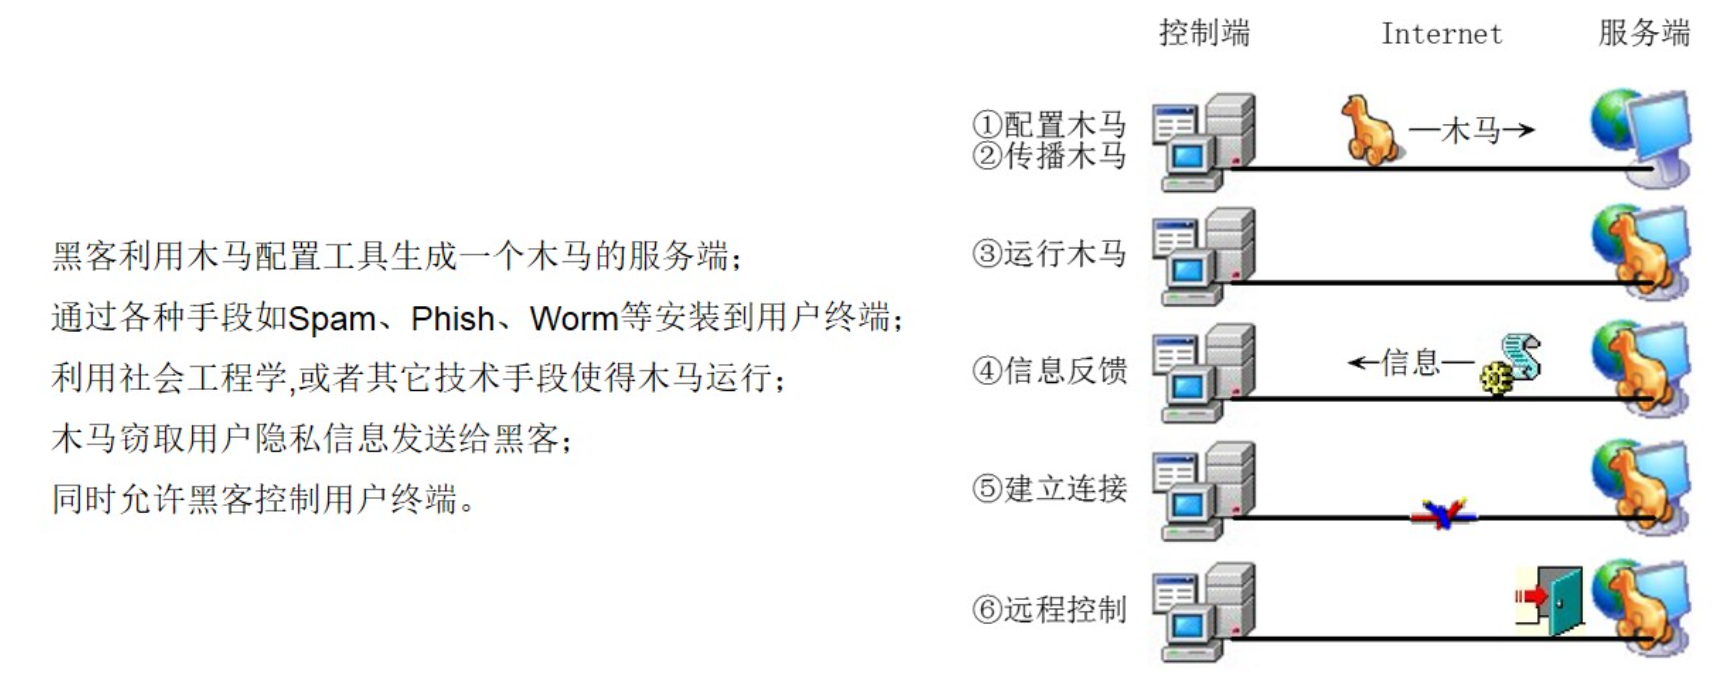 控制端 Internet 服务端
①配置木马
②传播木马
—木马→
③运行木马
④信息反馈
←信息—
⑤建立连接
⑥远程控制
黑客利用木马配置工具生成一个木马的服务端；
通过各种手段如Spam、Phish、Worm等安装到用户终端；
利用社会工程学,或者其它技术手段使得木马运行；
木马窃取用户隐私信息发送给黑客；
同时允许黑客控制用户终端。